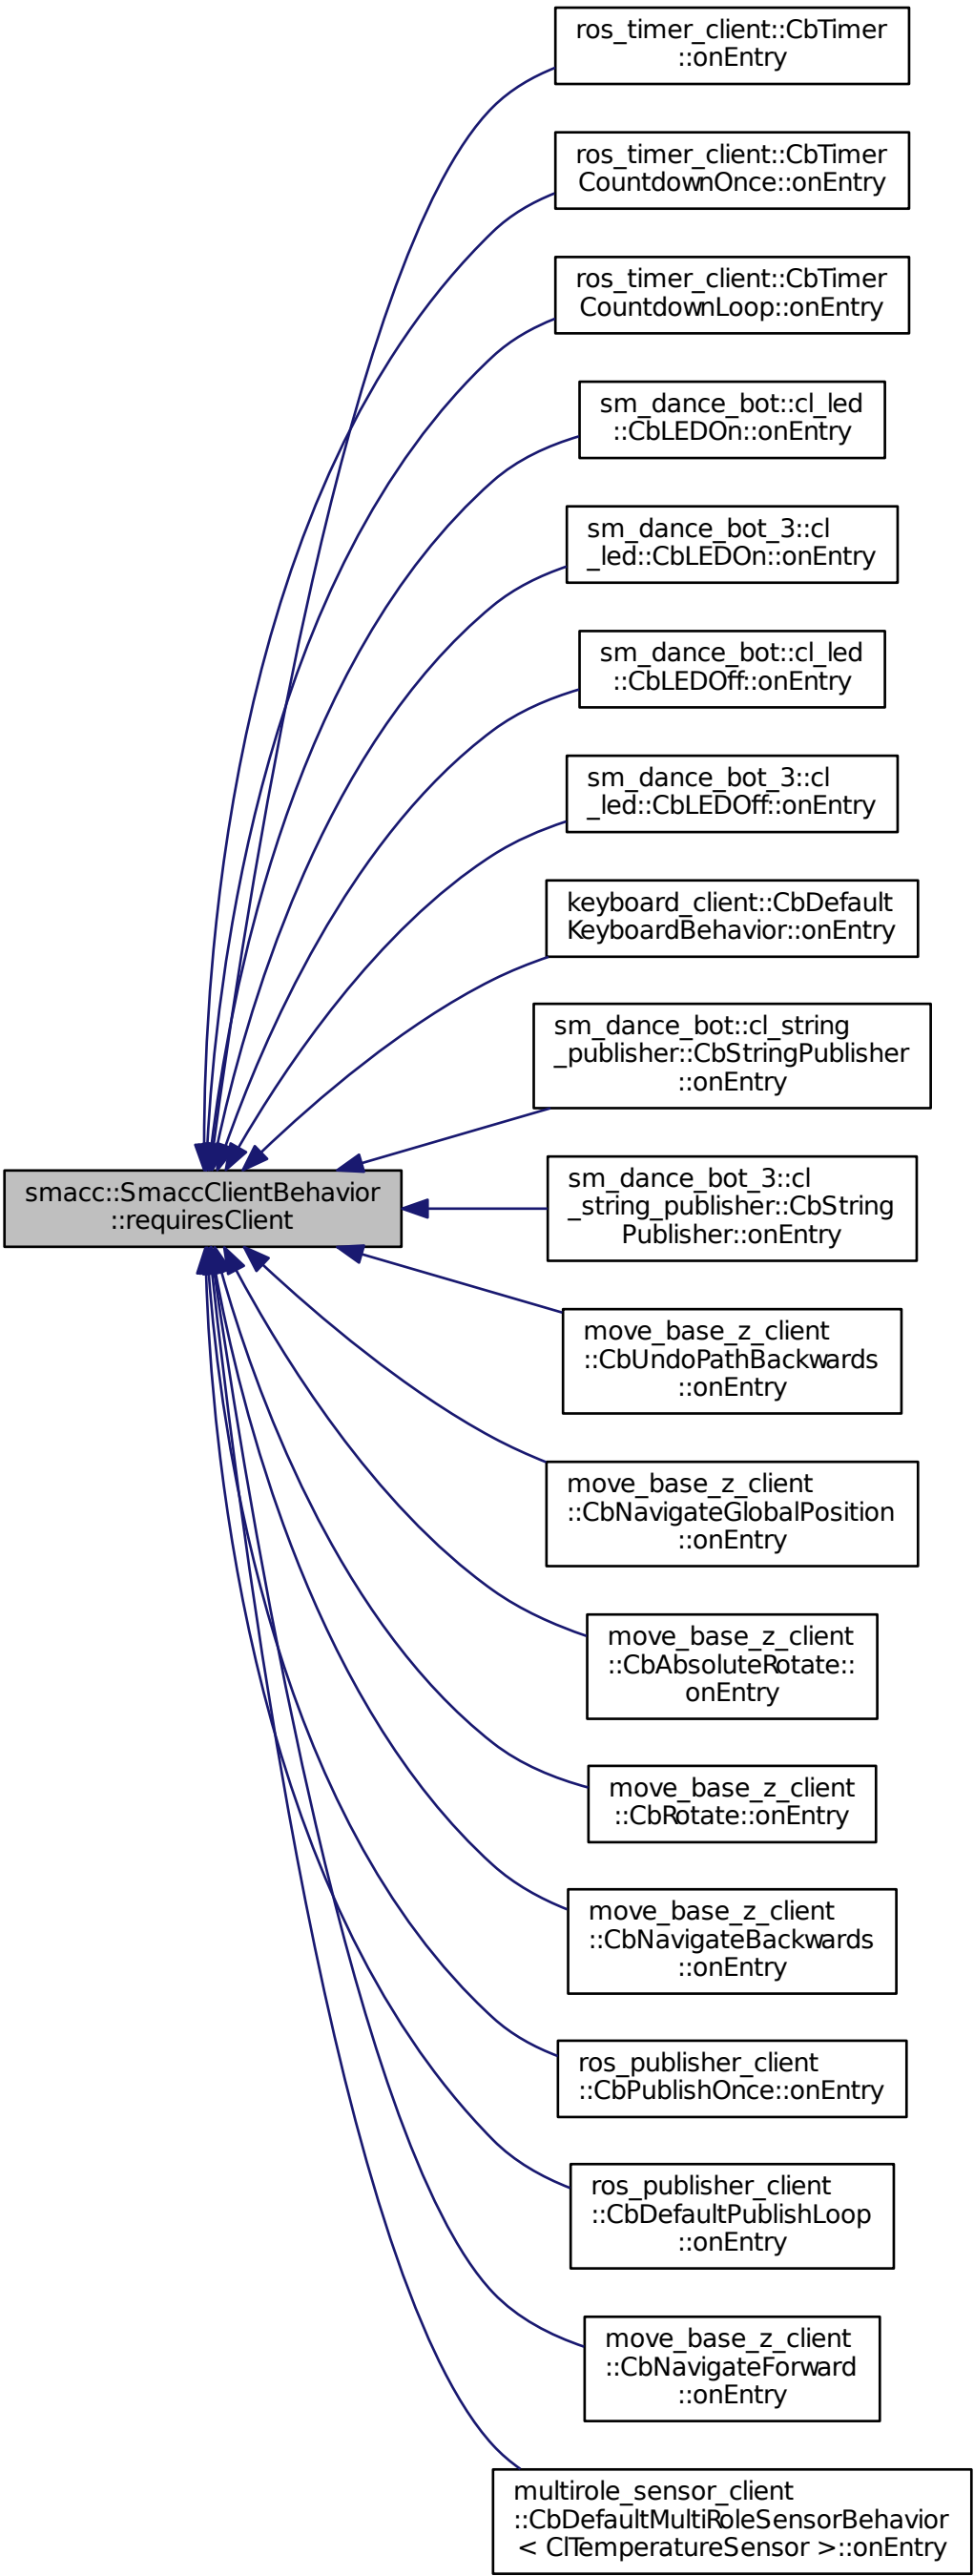 ros_timer_client::CbTimer
::onEntry
ros_timer_client::CbTimer
CountdownOnce::onEntry
ros_timer_client::CbTimer
CountdownLoop::onEntry
sm_dance_bot::cl_led
::CbLEDOn::onEntry
sm_dance_bot_3::cl
_led::CbLEDOn::onEntry
sm_dance_bot::cl_led
::CbLEDOff::onEntry
sm_dance_bot_3::cl
_led::CbLEDOff::onEntry
keyboard_client::CbDefault
KeyboardBehavior::onEntry
sm_dance_bot::cl_string
_publisher::CbStringPublisher
::onEntry
smacc::SmaccClientBehavior
::requiresClient
sm_dance_bot_3::cl
_string_publisher::CbString
Publisher::onEntry
move_base_z_client
::CbUndoPathBackwards
::onEntry
move_base_z_client
::CbNavigateGlobalPosition
::onEntry
move_base_z_client
::CbAbsoluteRotate::
onEntry
move_base_z_client
::CbRotate::onEntry
move_base_z_client
::CbNavigateBackwards
::onEntry
ros_publisher_client
::CbPublishOnce::onEntry
ros_publisher_client
::CbDefaultPublishLoop
::onEntry
move_base_z_client
::CbNavigateForward
::onEntry
multirole_sensor_client
::CbDefaultMultiRoleSensorBehavior
< ClTemperatureSensor >::onEntry